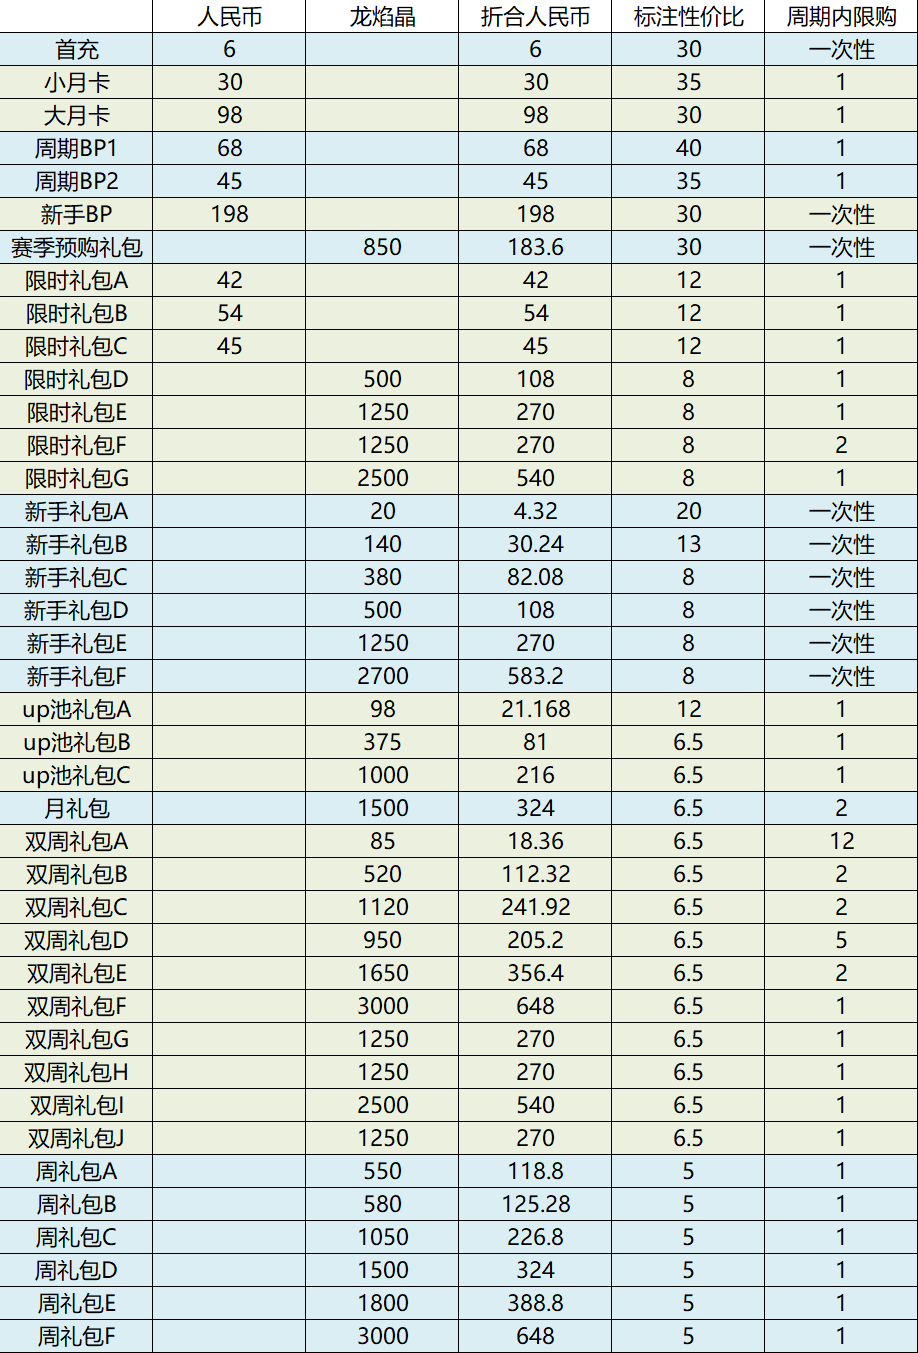 人民币 龙焰晶 折合人民币 标注性价比 周期内限购
首充 6 6 30 一次性
小月卡 30 30 35 1
大月卡 98 98 30 1
周期BP1 68 68 40 1
周期BP2 45 45 35 1
新手BP 198 198 30 一次性
赛季预购礼包 850 183.6 30 一次性
限时礼包A 42 42 12 1
限时礼包B 54 54 12 1
限时礼包C 45 45 12 1
限时礼包D 500 108 8 1
限时礼包E 1250 270 8 1
限时礼包F 1250 270 8 2
限时礼包G 2500 540 8 1
新手礼包A 20 4.32 20 一次性
新手礼包B 140 30.24 13 一次性
新手礼包C 380 82.08 8 一次性
新手礼包D 500 108 8 一次性
新手礼包E 1250 270 8 一次性
新手礼包F 2700 583.2 8 一次性
up池礼包A 98 21.168 12 1
up池礼包B 375 81 6.5 1
up池礼包C 1000 216 6.5 1
月礼包 1500 324 6.5 2
双周礼包A 85 18.36 6.5 12
双周礼包B 520 112.32 6.5 2
双周礼包C 1120 241.92 6.5 2
双周礼包D 950 205.2 6.5 5
双周礼包E 1650 356.4 6.5 2
双周礼包F 3000 648 6.5 1
双周礼包G 1250 270 6.5 1
双周礼包H 1250 270 6.5 1
双周礼包I 2500 540 6.5 1
双周礼包J 1250 270 6.5 1
周礼包A 550 118.8 5 1
周礼包B 580 125.28 5 1
周礼包C 1050 226.8 5 1
周礼包D 1500 324 5 1
周礼包E 1800 388.8 5 1
周礼包F 3000 648 5 1